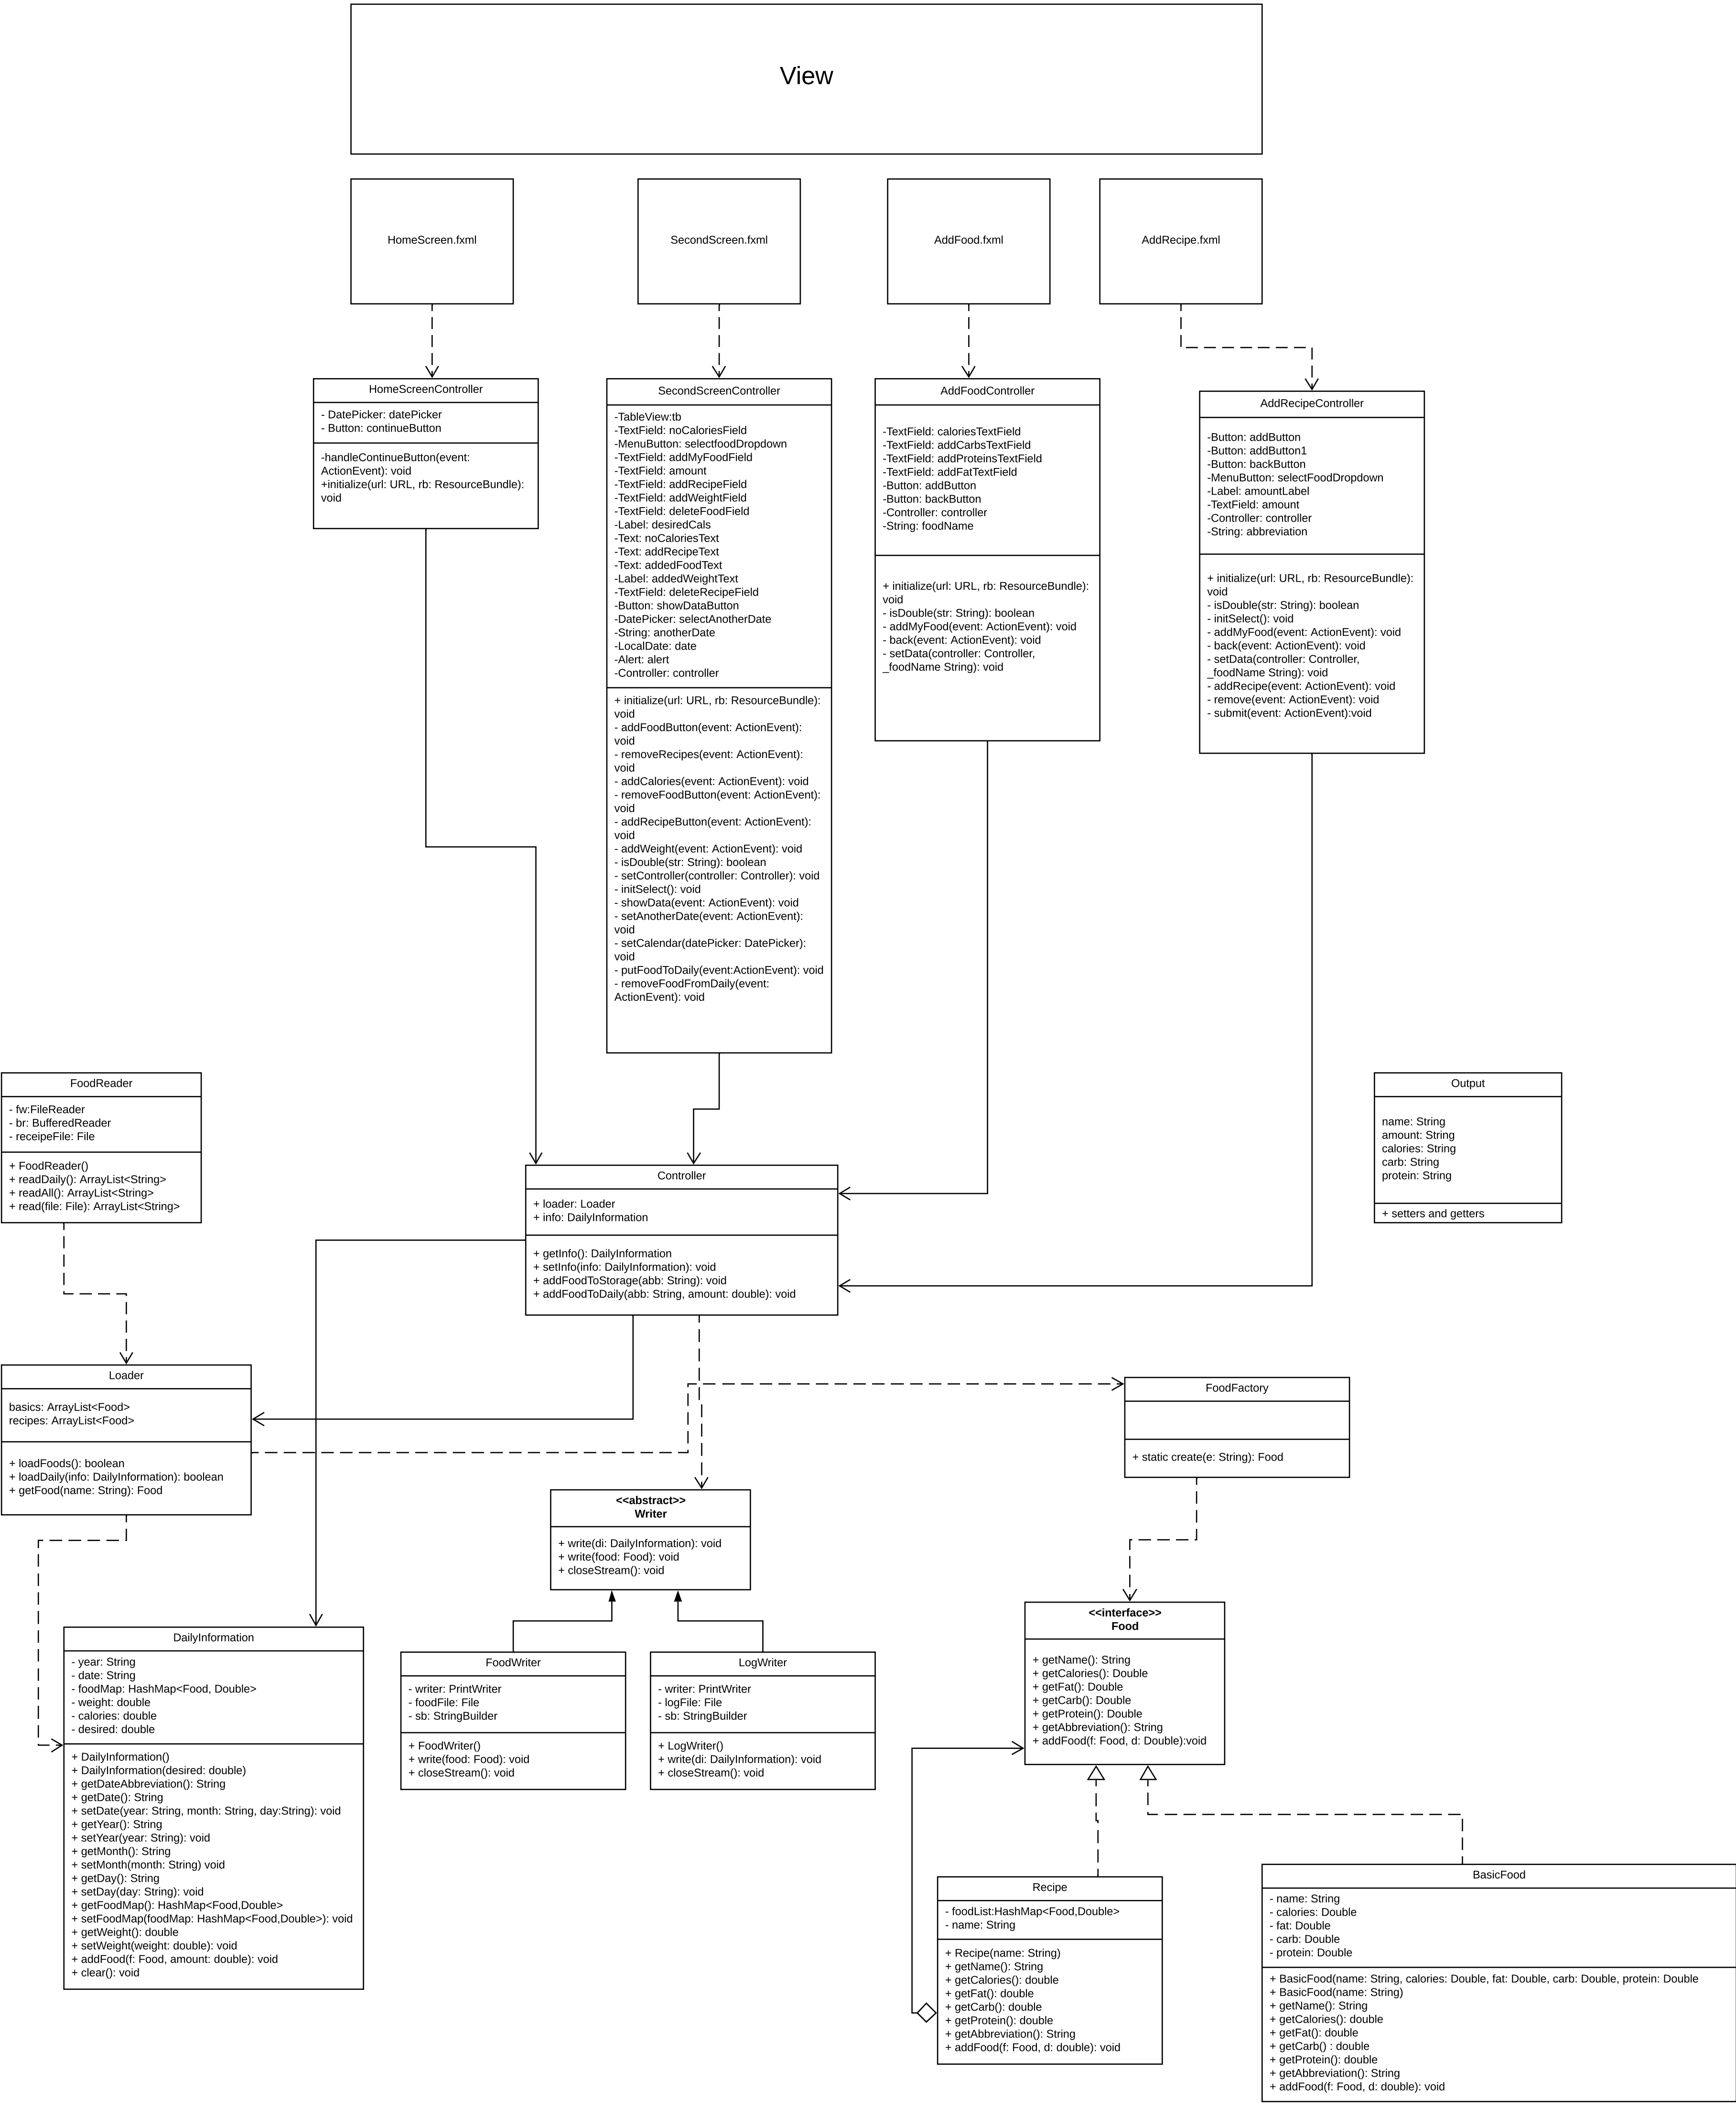 View
HomeScreen.fxml
SecondScreen.fxml
AddFood.fxml
AddRecipe.fxml
HomeScreenController
- DatePicker: datePicker
- Button: continueButton
-handleContinueButton(event:
ActionEvent): void
+initialize(url: URL, rb: ResourceBundle):
void
SecondScreenController
-TableView:tb
-TextField: noCaloriesField
-MenuButton: selectfoodDropdown
-TextField: addMyFoodField
-TextField: amount
-TextField: addRecipeField
-TextField: addWeightField
-TextField: deleteFoodField
-Label: desiredCals
-Text: noCaloriesText
-Text: addRecipeText
-Text: addedFoodText
-Label: addedWeightText
-TextField: deleteRecipeField
-Button: showDataButton
-DatePicker: selectAnotherDate
-String: anotherDate
-LocalDate: date
-Alert: alert
-Controller: controller
+ initialize(url: URL, rb: ResourceBundle):
void
- addFoodButton(event: ActionEvent):
void
- removeRecipes(event: ActionEvent):
void
- addCalories(event: ActionEvent): void
- removeFoodButton(event: ActionEvent):
void
- addRecipeButton(event: ActionEvent):
void
- addWeight(event: ActionEvent): void
- isDouble(str: String): boolean
- setController(controller: Controller): void
- initSelect(): void
- showData(event: ActionEvent): void
- setAnotherDate(event: ActionEvent):
void
- setCalendar(datePicker: DatePicker):
void
- putFoodToDaily(event:ActionEvent): void
- removeFoodFromDaily(event:
ActionEvent): void
AddFoodController
-TextField: caloriesTextField
-TextField: addCarbsTextField
-TextField: addProteinsTextField
-TextField: addFatTextField
-Button: addButton
-Button: backButton
-Controller: controller
-String: foodName
+ initialize(url: URL, rb: ResourceBundle):
void
- isDouble(str: String): boolean
- addMyFood(event: ActionEvent): void
- back(event: ActionEvent): void
- setData(controller: Controller,
_foodName String): void
AddRecipeController
-Button: addButton
-Button: addButton1
-Button: backButton
-MenuButton: selectFoodDropdown
-Label: amountLabel
-TextField: amount
-Controller: controller
-String: abbreviation
+ initialize(url: URL, rb: ResourceBundle):
void
- isDouble(str: String): boolean
- initSelect(): void
- addMyFood(event: ActionEvent): void
- back(event: ActionEvent): void
- setData(controller: Controller,
_foodName String): void
- addRecipe(event: ActionEvent): void
- remove(event: ActionEvent): void
- submit(event: ActionEvent):void
FoodReader
- fw:FileReader
- br: BufferedReader
- receipeFile: File
+ FoodReader()
+ readDaily(): ArrayList<String>
+ readAll(): ArrayList<String>
+ read(file: File): ArrayList<String>
Output
name: String
amount: String
calories: String
carb: String
protein: String
+ setters and getters
Controller
+ loader: Loader
+ info: DailyInformation
+ getInfo(): DailyInformation
+ setInfo(info: DailyInformation): void
+ addFoodToStorage(abb: String): void
+ addFoodToDaily(abb: String, amount: double): void
Loader
basics: ArrayList<Food>
recipes: ArrayList<Food>
+ loadFoods(): boolean
+ loadDaily(info: DailyInformation): boolean
+ getFood(name: String): Food
FoodFactory
+ static create(e: String): Food
<<abstract>>
Writer
+ write(di: DailyInformation): void
+ write(food: Food): void
+ closeStream(): void
<<interface>>
Food
+ getName(): String
+ getCalories(): Double
+ getFat(): Double
+ getCarb(): Double
+ getProtein(): Double
+ getAbbreviation(): String
+ addFood(f: Food, d: Double):void
DailyInformation
- year: String
- date: String
- foodMap: HashMap<Food, Double>
- weight: double
- calories: double
- desired: double
+ DailyInformation()
+ DailyInformation(desired: double)
+ getDateAbbreviation(): String
+ getDate(): String
+ setDate(year: String, month: String, day:String): void
+ getYear(): String
+ setYear(year: String): void
+ getMonth(): String
+ setMonth(month: String) void
+ getDay(): String
+ setDay(day: String): void
+ getFoodMap(): HashMap<Food,Double>
+ setFoodMap(foodMap: HashMap<Food,Double>): void
+ getWeight(): double
+ setWeight(weight: double): void
+ addFood(f: Food, amount: double): void
+ clear(): void
FoodWriter
- writer: PrintWriter
- foodFile: File
- sb: StringBuilder
+ FoodWriter()
+ write(food: Food): void
+ closeStream(): void
LogWriter
- writer: PrintWriter
- logFile: File
- sb: StringBuilder
+ LogWriter()
+ write(di: DailyInformation): void
+ closeStream(): void
Recipe
- foodList:HashMap<Food,Double>
- name: String
+ Recipe(name: String)
+ getName(): String
+ getCalories(): double
+ getFat(): double
+ getCarb(): double
+ getProtein(): double
+ getAbbreviation(): String
+ addFood(f: Food, d: double): void
BasicFood
- name: String
- calories: Double
- fat: Double
- carb: Double
- protein: Double
+ BasicFood(name: String, calories: Double, fat: Double, carb: Double, protein: Double
+ BasicFood(name: String)
+ getName(): String
+ getCalories(): double
+ getFat(): double
+ getCarb() : double
+ getProtein(): double
+ getAbbreviation(): String
+ addFood(f: Food, d: double): void